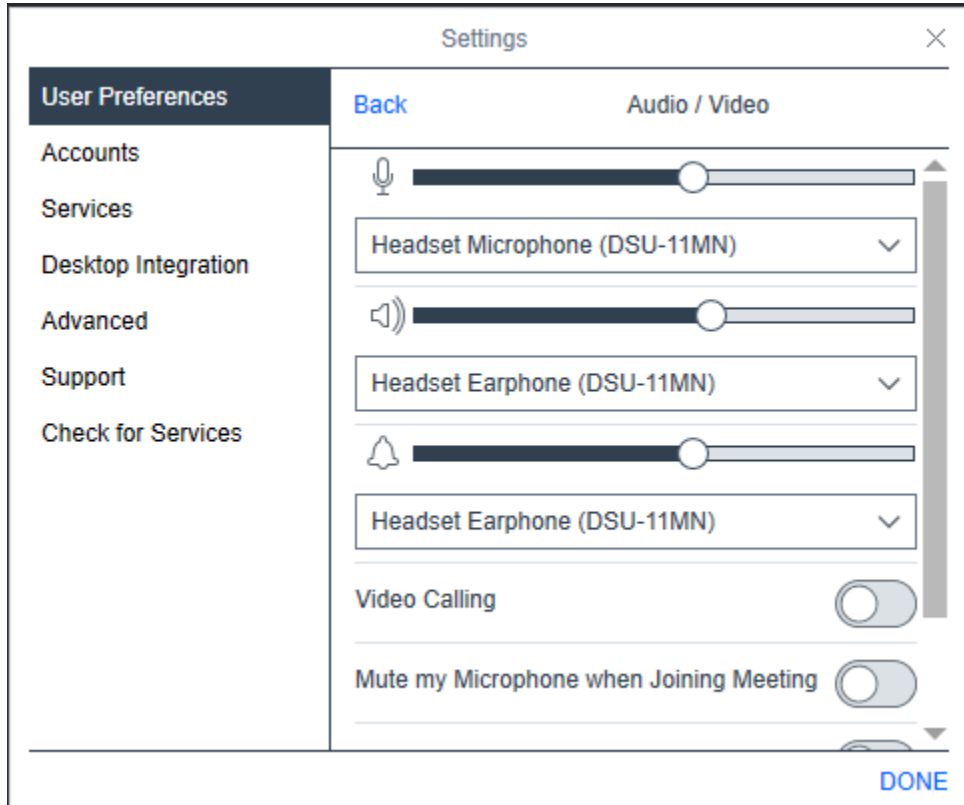 Settings
User Preferences
Accounts
Services
Desktop Integration
Advanced
Support
Check for Services
Back
Audio / Video
Headset Microphone (DSU-11MN)
Headset Earphone (DSU-11MN)
Headset Earphone (DSU-11MN)
Video Calling
Mute my Microphone when Joining Meeting
DONE